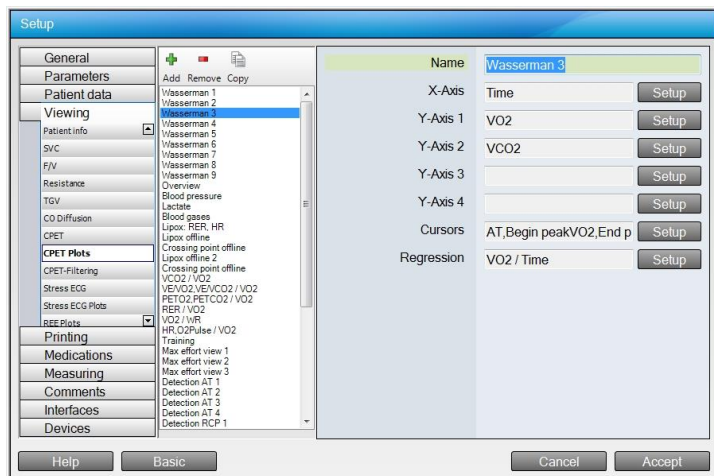 Setup
General
Parameters
Patient data
Viewing
Patient info
SVC
F/V
Resistance
TGV
CO Diffusion
CPET
CPET Plots
CPET-Filtering
Stress ECG
Stress ECG Plots
REE Plots
Printing
Medications
Measuring
Comments
Interfaces
Devices
Add Remove Copy
Wasserman 1
Wasserman 2
Wasserman 3
Wasserman 4
Wasserman 5
Wasserman 6
Wasserman 7
Wasserman 8
Wasserman 9
Overview
Blood pressure
Lactate
Blood gases
Lipox: RER, HR
Lipox offline
Crossing point offline
Lipox offline 2
Crossing point offline
VCO2 / VO2
VE/VO2,VE/VCO2 / VO2
PETO2,PETCO2 / VO2
RER / VO2
VO2 / WR
HR,O2Pulse / VO2
Training
Max effort view 1
Max effort view 2
Max effort view 3
Detection AT 1
Detection AT 2
Detection AT 3
Detection AT 4
Detection RCP 1
Name Wasserman 3
X-Axis Time Setup
Y-Axis 1 VO2 Setup
Y-Axis 2 VCO2 Setup
Y-Axis 3 Setup
Y-Axis 4 Setup
Cursors AT,Begin peakVO2,End p Setup
Regression VO2 / Time Setup
Help Basic Cancel Accept